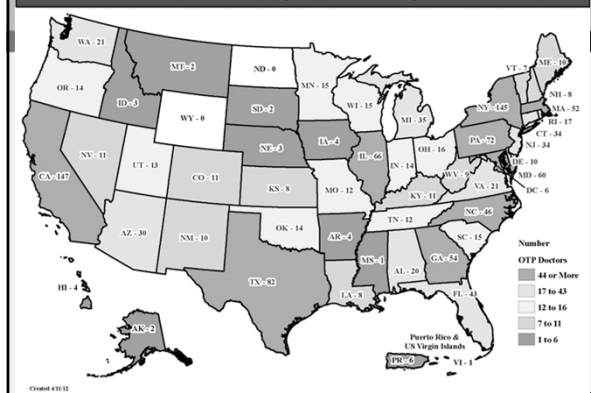 WA - 21
MT - 2
ND - 0
MN - 15
VT - 7
ME - 10
OR - 14
ID - 3
SD - 2
WI - 15
MI - 35
NY - 145
NH - 8
MA - 52
RI - 17
CT - 34
NJ - 34
WY - 0
NE - 3
IA - 4
IL - 66
IN - 14
OH - 16
PA - 72
DE - 10
MD - 60
DC - 6
NV - 11
UT - 13
CO - 11
KS - 8
MO - 12
KY - 11
WV - 9
VA - 21
CA - 147
AZ - 30
NM - 10
OK - 14
AR - 4
TN - 12
NC - 46
SC - 15
TX - 82
LA - 8
MS - 1
AL - 20
GA - 54
FL - 43
HI - 4
AK - 2
Puerto Rico &
US Virgin Islands
PR - 6
VI - 1
Number
OTP Doctors
44 or More
17 to 43
12 to 16
7 to 11
1 to 6
Created 4/11/12